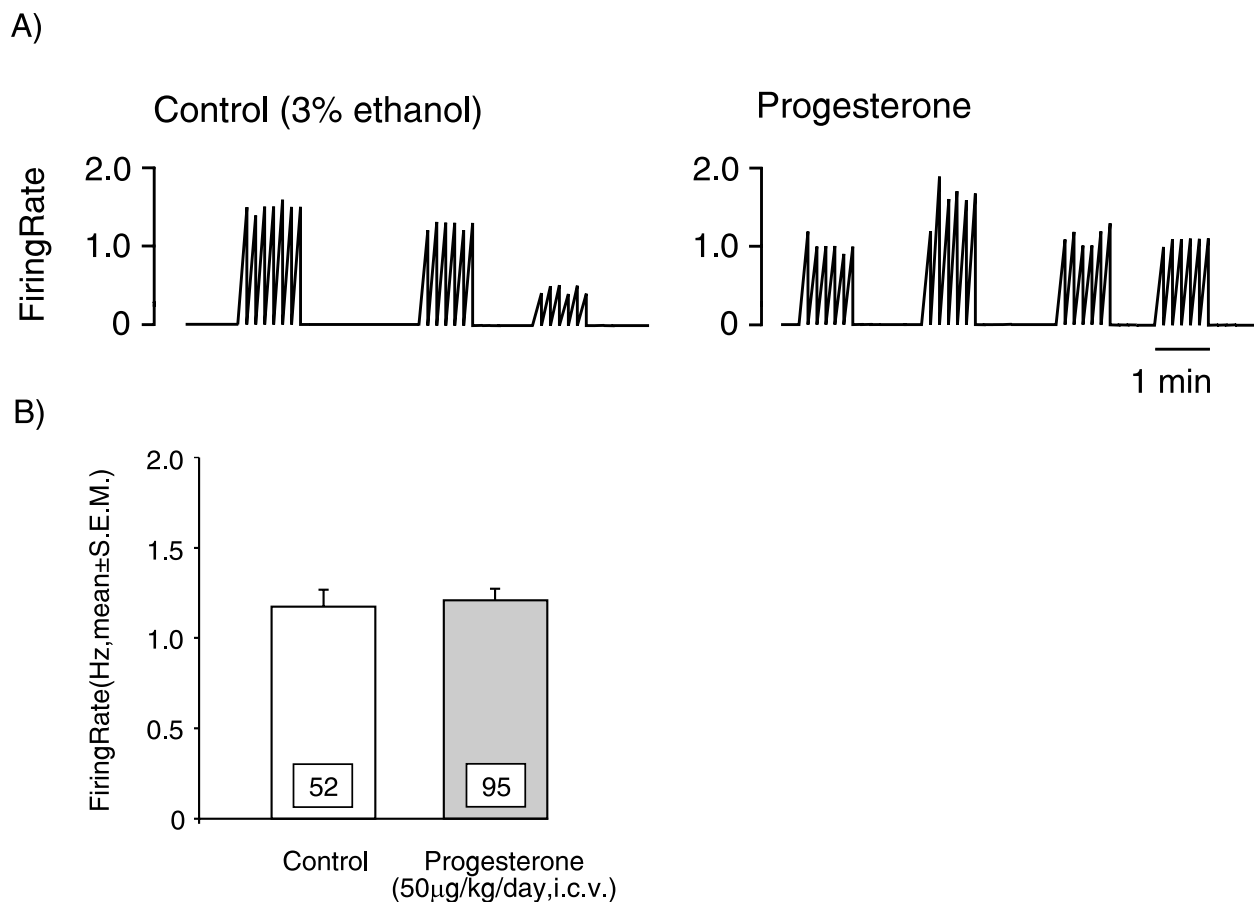 A)
Control (3% ethanol)
Progesterone
FiringRate
2.0
1.0
0
2.0
1.0
0
1 min
B)
FiringRate(Hz,mean±S.E.M.)
2.0
1.5
1.0
0.5
0
52
95
Control
Progesterone
(50μg/kg/day,i.c.v.)